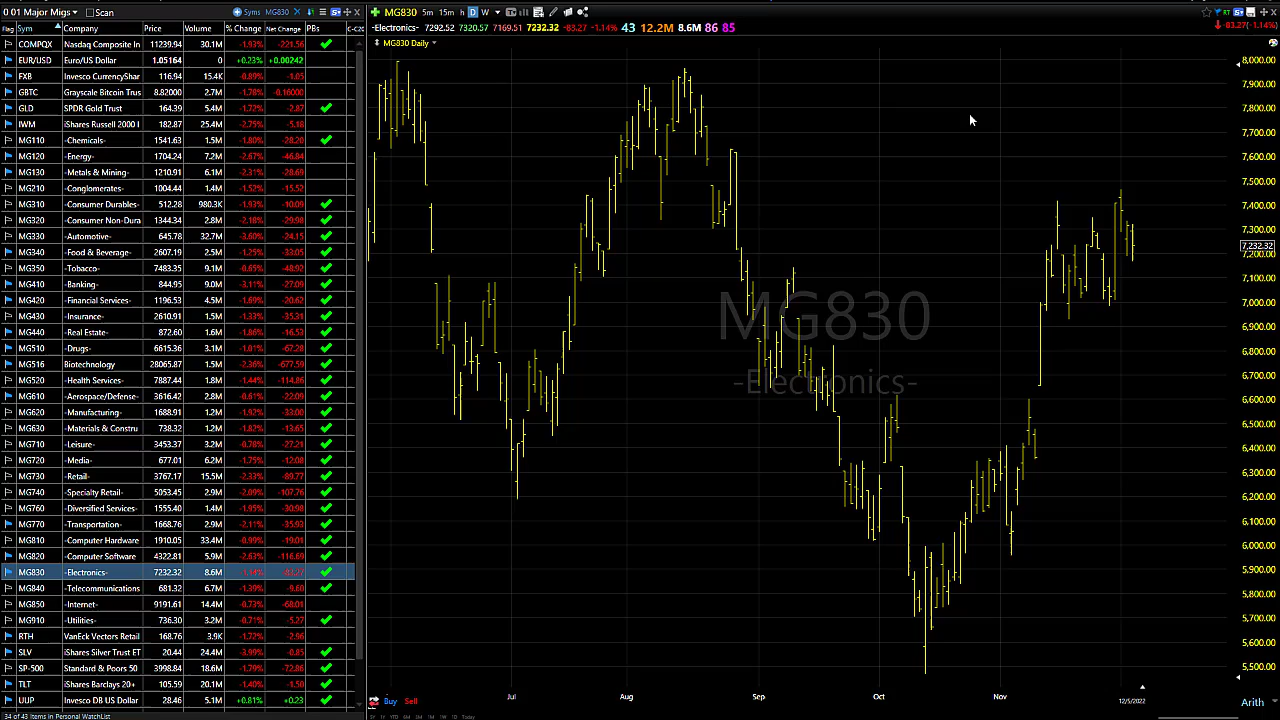 0 01 Major Migs Scan Syms MG830
Flag Sym Company Price Volume % Change Net Change PBs C-C20
COMPQX Nasdaq Composite In 11239.94 30.1M -1.93% -221.56
EUR/USD Euro/US Dollar 1.05164 0 +0.23% +0.00242
FXB Invesco CurrencyShar 116.94 15.4K -0.89% -1.05
GBTC Grayscale Bitcoin Trus 8.82000 2.7M -1.78% -0.16000
GLD SPDR Gold Trust 164.39 5.4M -1.72% -2.87
IWM iShares Russell 2000 I 182.87 25.4M -2.75% -5.18
MG110 -Chemicals- 1541.63 1.5M -1.80% -28.20
MG120 -Energy- 1704.24 7.2M -2.67% -46.84
MG130 -Metals & Mining- 1210.91 6.1M -2.31% -28.69
MG210 -Conglomerates- 1004.44 1.4M -1.52% -15.52
MG310 -Consumer Durables- 512.28 980.3K -1.93% -10.09
MG320 -Consumer Non-Dura 1344.34 2.8M -2.18% -29.98
MG330 -Automotive- 645.78 32.7M -3.60% -24.15
MG340 -Food & Beverage- 2607.19 2.5M -1.25% -33.05
MG350 -Tobacco- 7483.35 9.1M -0.65% -48.92
MG410 -Banking- 844.95 9.0M -3.11% -27.09
MG420 -Financial Services- 1196.53 4.5M -1.69% -20.62
MG430 -Insurance- 2610.91 1.5M -1.33% -35.31
MG440 -Real Estate- 872.60 1.6M -1.86% -16.53
MG510 -Drugs- 6615.36 3.1M -1.01% -67.28
MG516 Biotechnology 28065.87 1.5M -2.36% -677.59
MG520 -Health Services- 7887.44 1.8M -1.44% -114.86
MG610 -Aerospace/Defense- 3616.42 2.8M -0.61% -22.09
MG620 -Manufacturing- 1688.91 1.2M -1.92% -33.00
MG630 -Materials & Constru 738.32 1.2M -1.82% -13.65
MG710 -Leisure- 3453.37 3.2M -0.78% -27.21
MG720 -Media- 677.01 6.2M -1.75% -12.08
MG730 -Retail- 3767.17 15.5M -2.33% -89.77
MG740 -Specialty Retail- 5053.45 2.9M -2.09% -107.76
MG760 -Diversified Services- 1555.40 1.4M -1.95% -30.98
MG770 -Transportation- 1668.76 2.9M -2.11% -35.93
MG810 -Computer Hardware 1910.05 33.4M -0.99% -19.01
MG820 -Computer Software 4322.81 5.9M -2.63% -116.69
MG830 -Electronics- 7232.32 8.6M -1.14% -83.27
MG840 -Telecommunications 681.32 6.7M -1.39% -9.60
MG850 -Internet- 9191.61 14.4M -0.73% -68.01
MG910 -Utilities- 736.30 3.2M -0.71% -5.27
RTH VanEck Vectors Retail 168.76 3.9K -1.72% -2.96
SLV iShares Silver Trust ET 20.44 24.4M -3.99% -0.85
SP-500 Standard & Poors 50 3998.84 18.6M -1.79% -72.86
TLT iShares Barclays 20+ 105.59 20.1M -1.40% -1.50
UUP Invesco DB US Dollar 28.46 5.1M +0.81% +0.23
34 of 43 Items in Personal WatchList
MG830 5m 15m h D W
-Electronics- 7292.52 7320.57 7169.51 7232.32 -83.27 -1.14% 43 12.2M 8.6M 86 85
RT
83.27(-1.14%)
MG830 Daily
MG830
-Electronics-
8,000.00
7,900.00
7,800.00
7,700.00
7,600.00
7,500.00
7,400.00
7,300.00
7,232.32
7,200.00
7,100.00
7,000.00
6,900.00
6,800.00
6,700.00
6,600.00
6,500.00
6,400.00
6,300.00
6,200.00
6,100.00
6,000.00
5,900.00
5,800.00
5,700.00
5,600.00
5,500.00
Jul Aug Sep Oct Nov
Buy Sell 12/5/2022 Arith